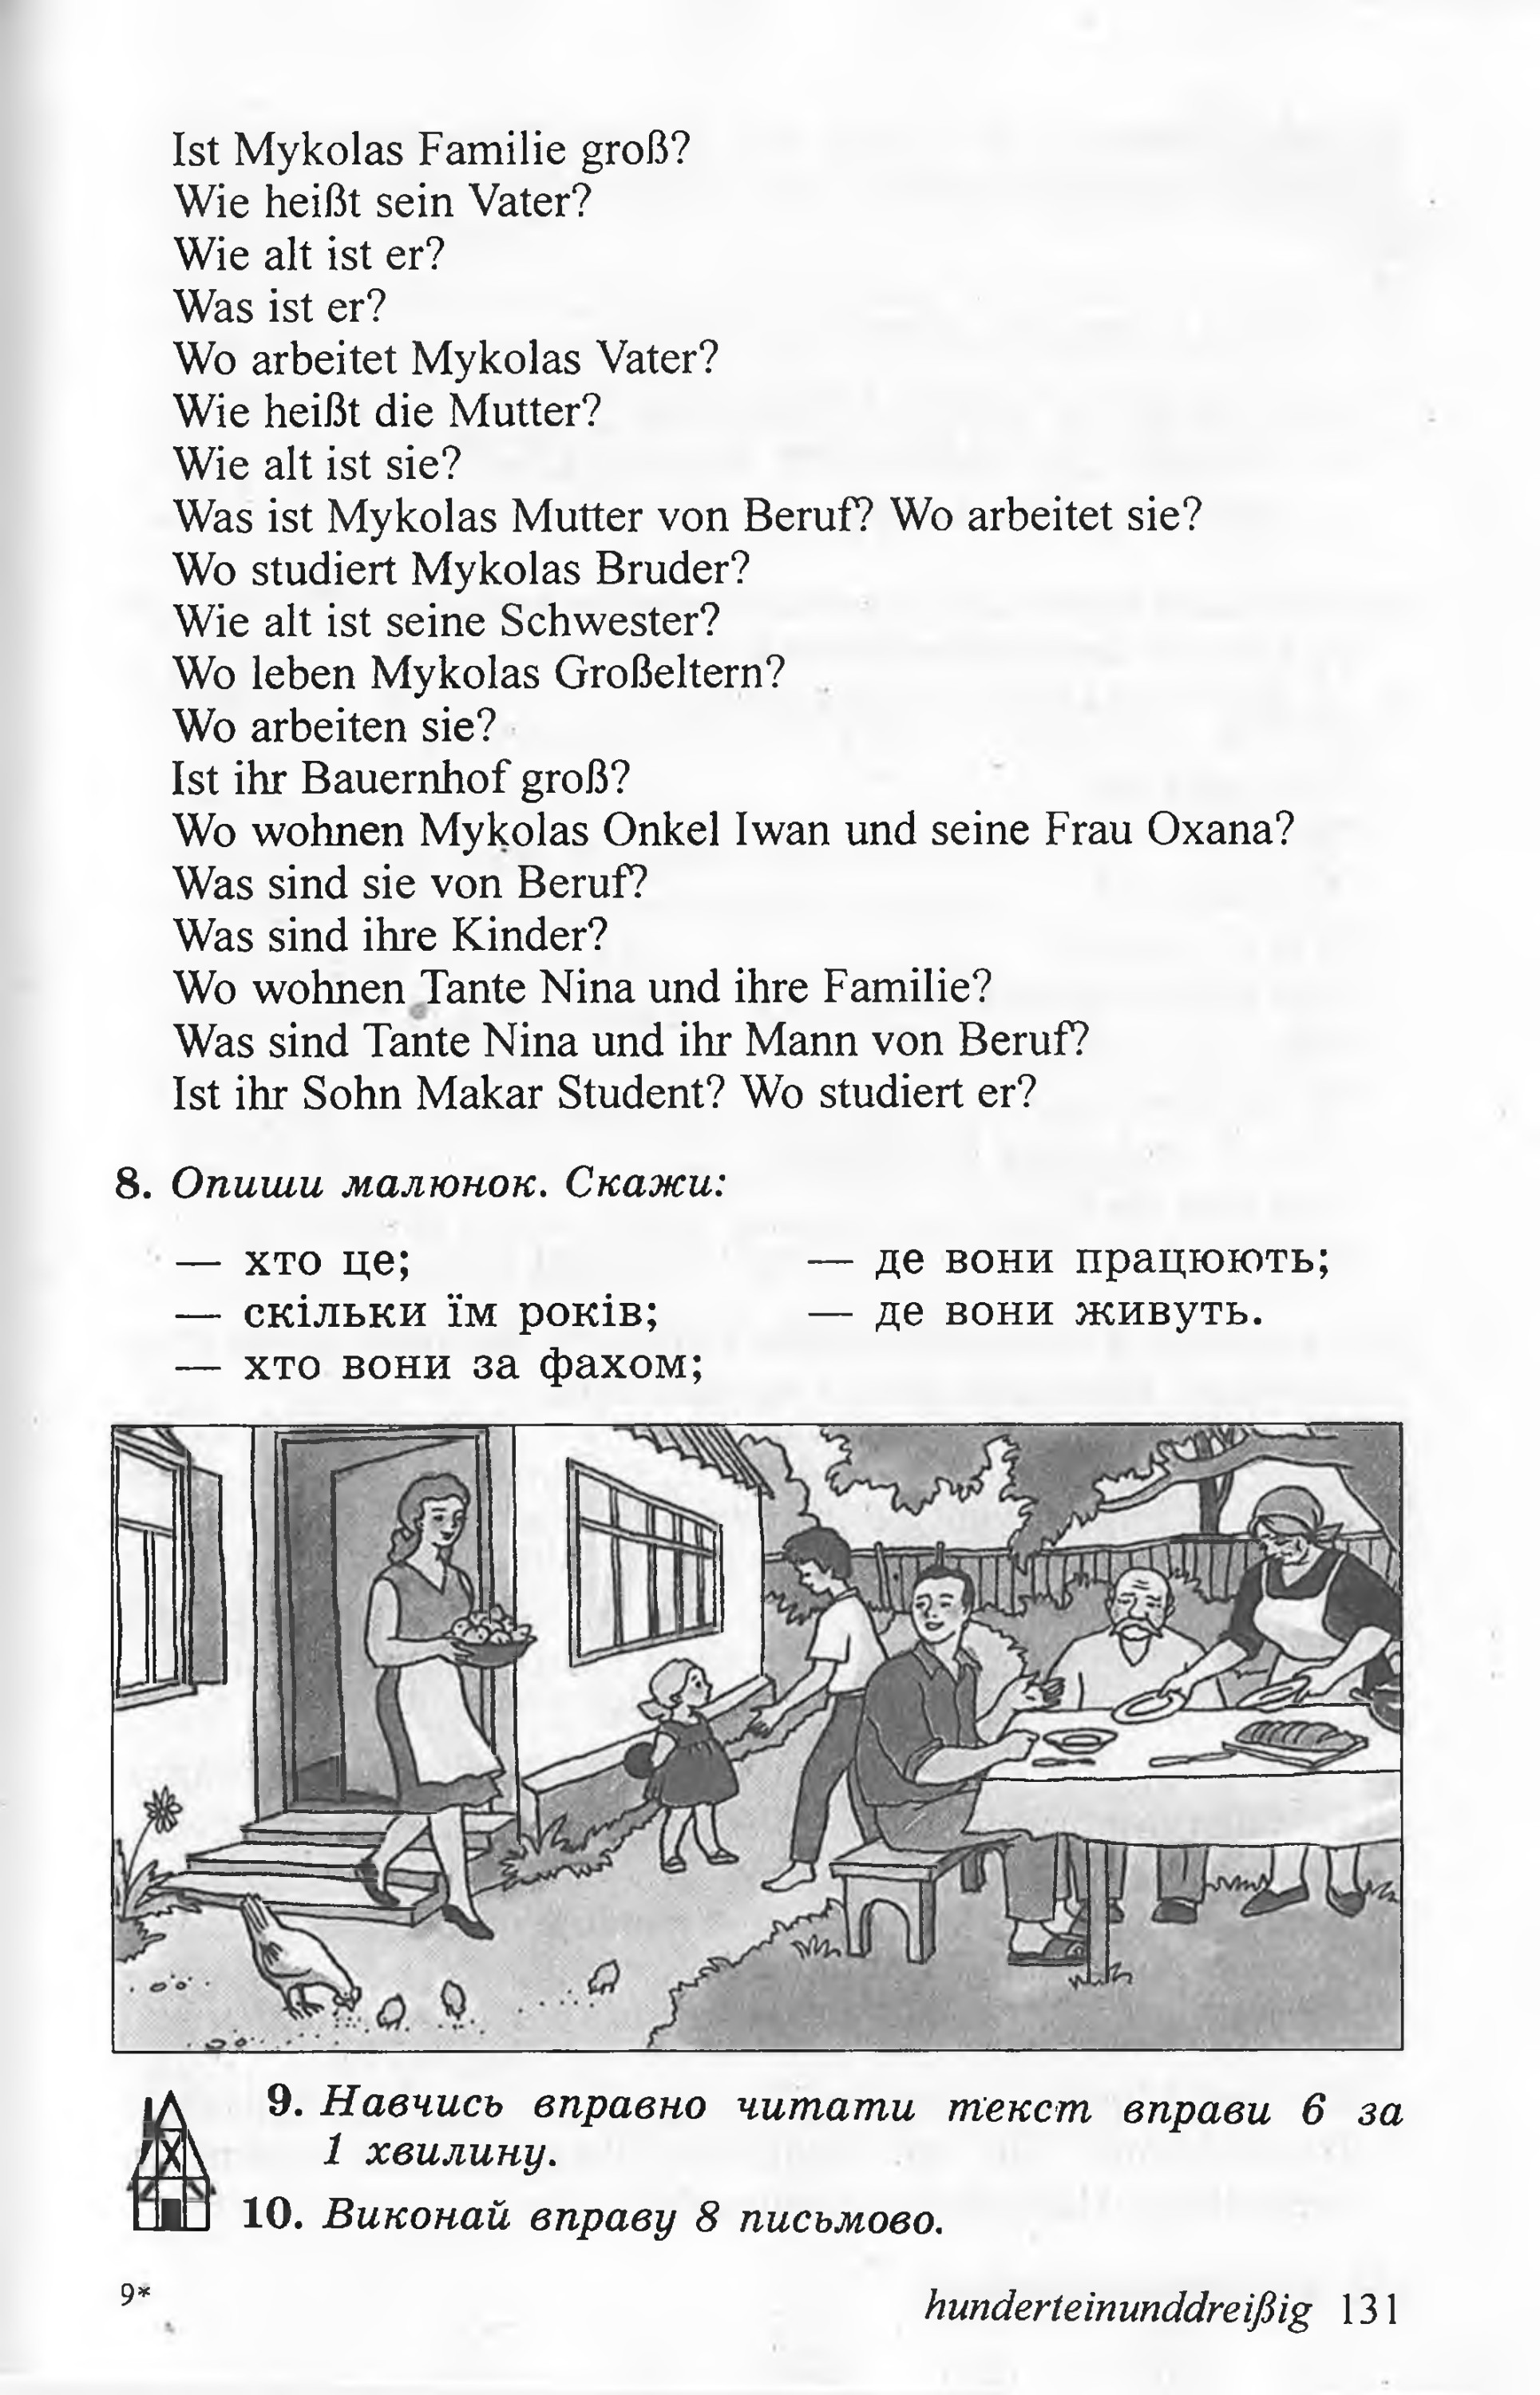 Ist Mykolas Familie groß?
Wie heißt sein Vater?
Wie alt ist er?
Was ist er?
Wo arbeitet Mykolas Vater?
Wie heißt die Mutter?
Wie alt ist sie?
Was ist Mykolas Mutter von Beruf? Wo arbeitet sie?
Wo studiert Mykolas Bruder?
Wie alt ist seine Schwester?
Wo leben Mykolas Großeltern?
Wo arbeiten sie?
Ist ihr Bauernhof groß?
Wo wohnen Mykolas Onkel Iwan und seine Frau Oxana?
Was sind sie von Beruf?
Was sind ihre Kinder?
Wo wohnen Tante Nina und ihre Familie?
Was sind Tante Nina und ihr Mann von Beruf?
Ist ihr Sohn Makar Student? Wo studiert er?
8. Опиши малюнок. Скажи:
— хто це;
— скільки їм років;
— хто вони за фахом;
— де вони працюють;
— де вони живуть.
9. Навчись вправно читати текст вправи 6 за
1 хвилину.
10. Виконай вправу 8 письмово.
9*
hunderteinunddreißig 131